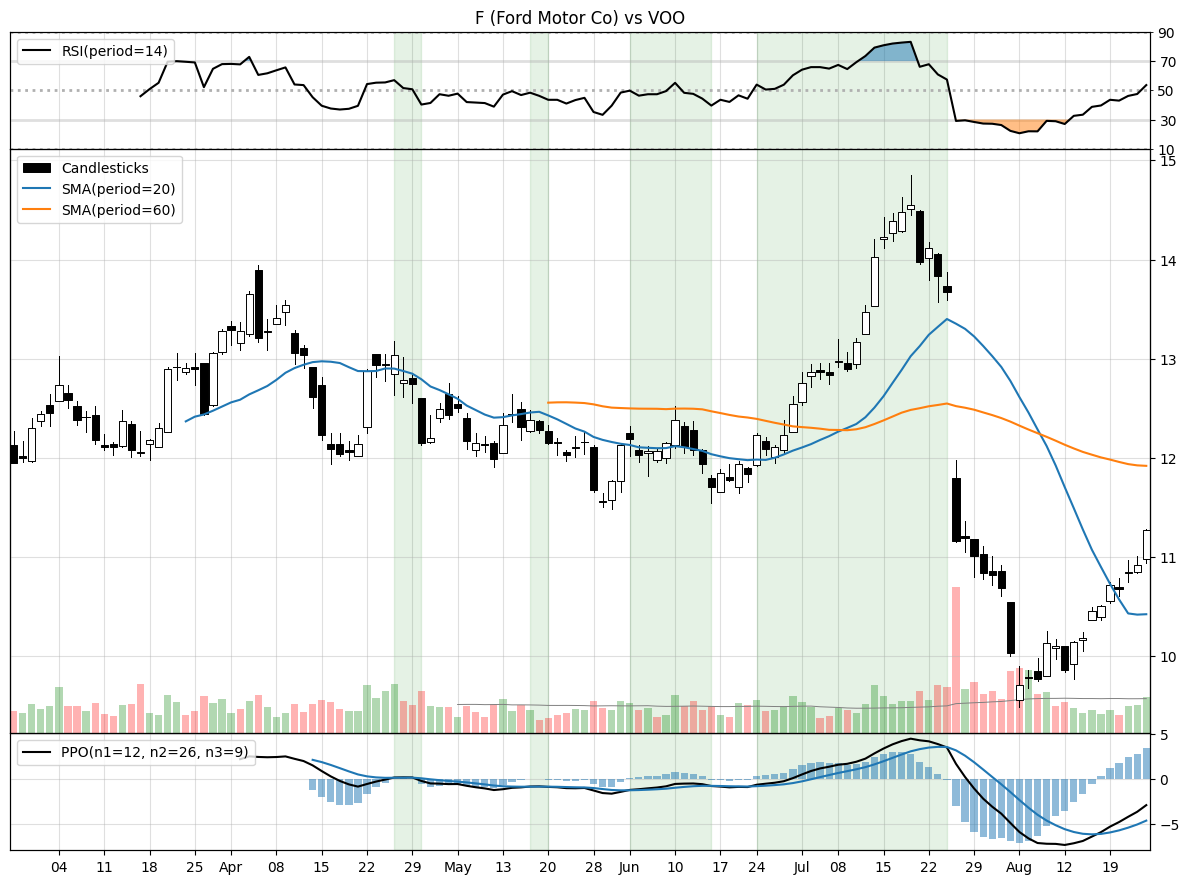 F (Ford Motor Co) vs VOO
RSI(period=14)
90
70
50
30
10
Candlesticks
SMA(period=20)
SMA(period=60)
15
14
13
12
11
10
PPO(n1=12, n2=26, n3=9)
5
0
−5
04 11 18 25 Apr 08 15 22 29 May 13 20 28 Jun 10 17 24 Jul 08 15 22 29 Aug 12 19